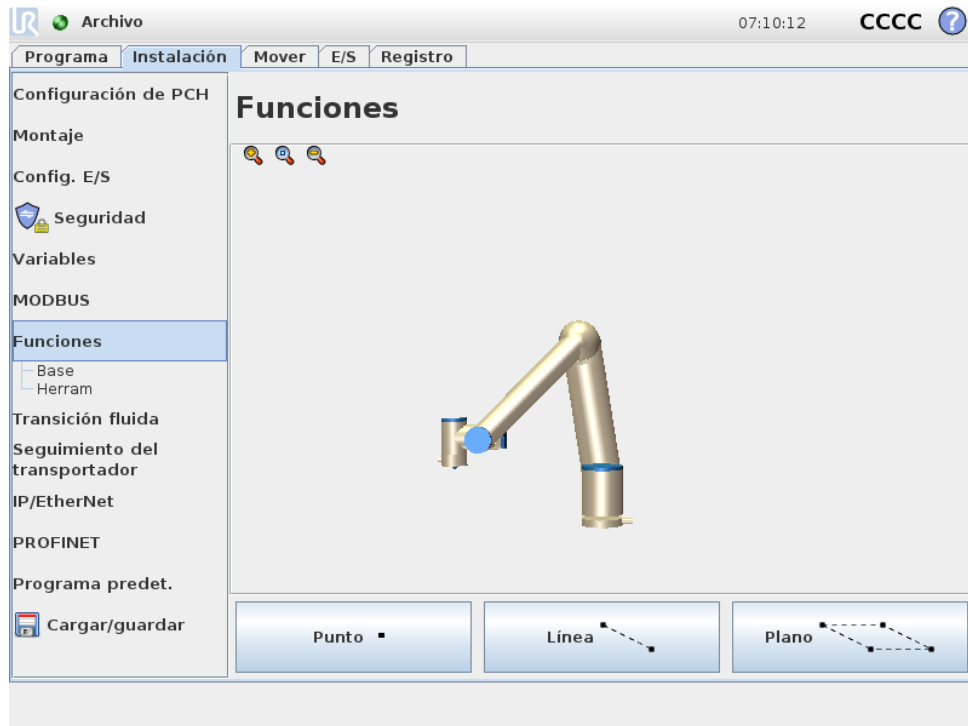 UR Archivo 07:10:12 CCCC ?
Programa Instalación Mover E/S Registro
Configuración de PCH
Montaje
Config. E/S
Seguridad
Variables
MODBUS
Funciones
Base
Herram
Transición fluida
Seguimiento del
transportador
IP/EtherNet
PROFINET
Programa predet.
Cargar/guardar
Funciones
Punto
Línea
Plano